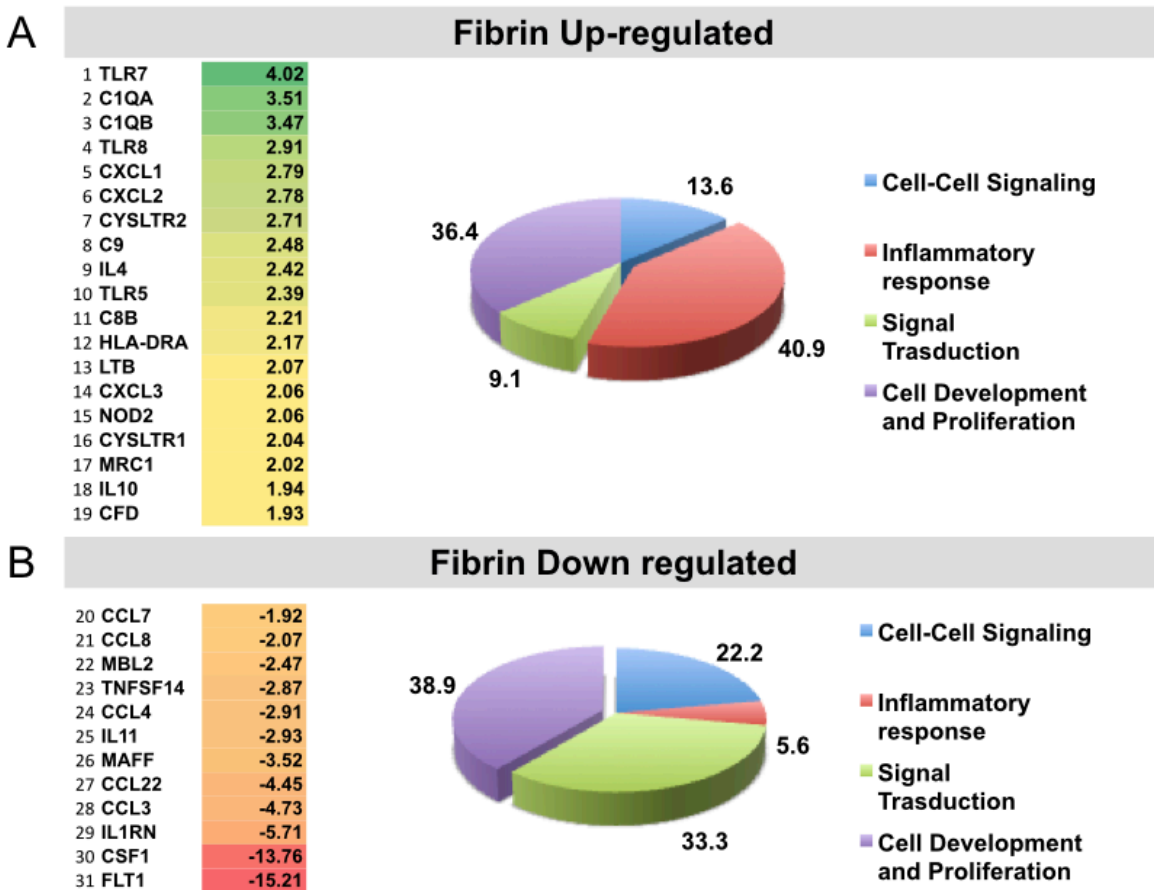 A
Fibrin Up-regulated
1 TLR7 4.02
2 C1QA 3.51
3 C1QB 3.47
4 TLR8 2.91
5 CXCL1 2.79
6 CXCL2 2.78
7 CYSLTR2 2.71
8 C9 2.48
9 IL4 2.42
10 TLR5 2.39
11 C8B 2.21
12 HLA-DRA 2.17
13 LTB 2.07
14 CXCL3 2.06
15 NOD2 2.06
16 CYSLTR1 2.04
17 MRC1 2.02
18 IL10 1.94
19 CFD 1.93
13.6
36.4
40.9
9.1
Cell-Cell Signaling
Inflammatory
response
Signal
Trasduction
Cell Development
and Proliferation
B
Fibrin Down regulated
20 CCL7 -1.92
21 CCL8 -2.07
22 MBL2 -2.47
23 TNFSF14 -2.87
24 CCL4 -2.91
25 IL11 -2.93
26 MAFF -3.52
27 CCL22 -4.45
28 CCL3 -4.73
29 IL1RN -5.71
30 CSF1 -13.76
31 FLT1 -15.21
22.2
38.9
5.6
33.3
Cell-Cell Signaling
Inflammatory
response
Signal
Trasduction
Cell Development
and Proliferation